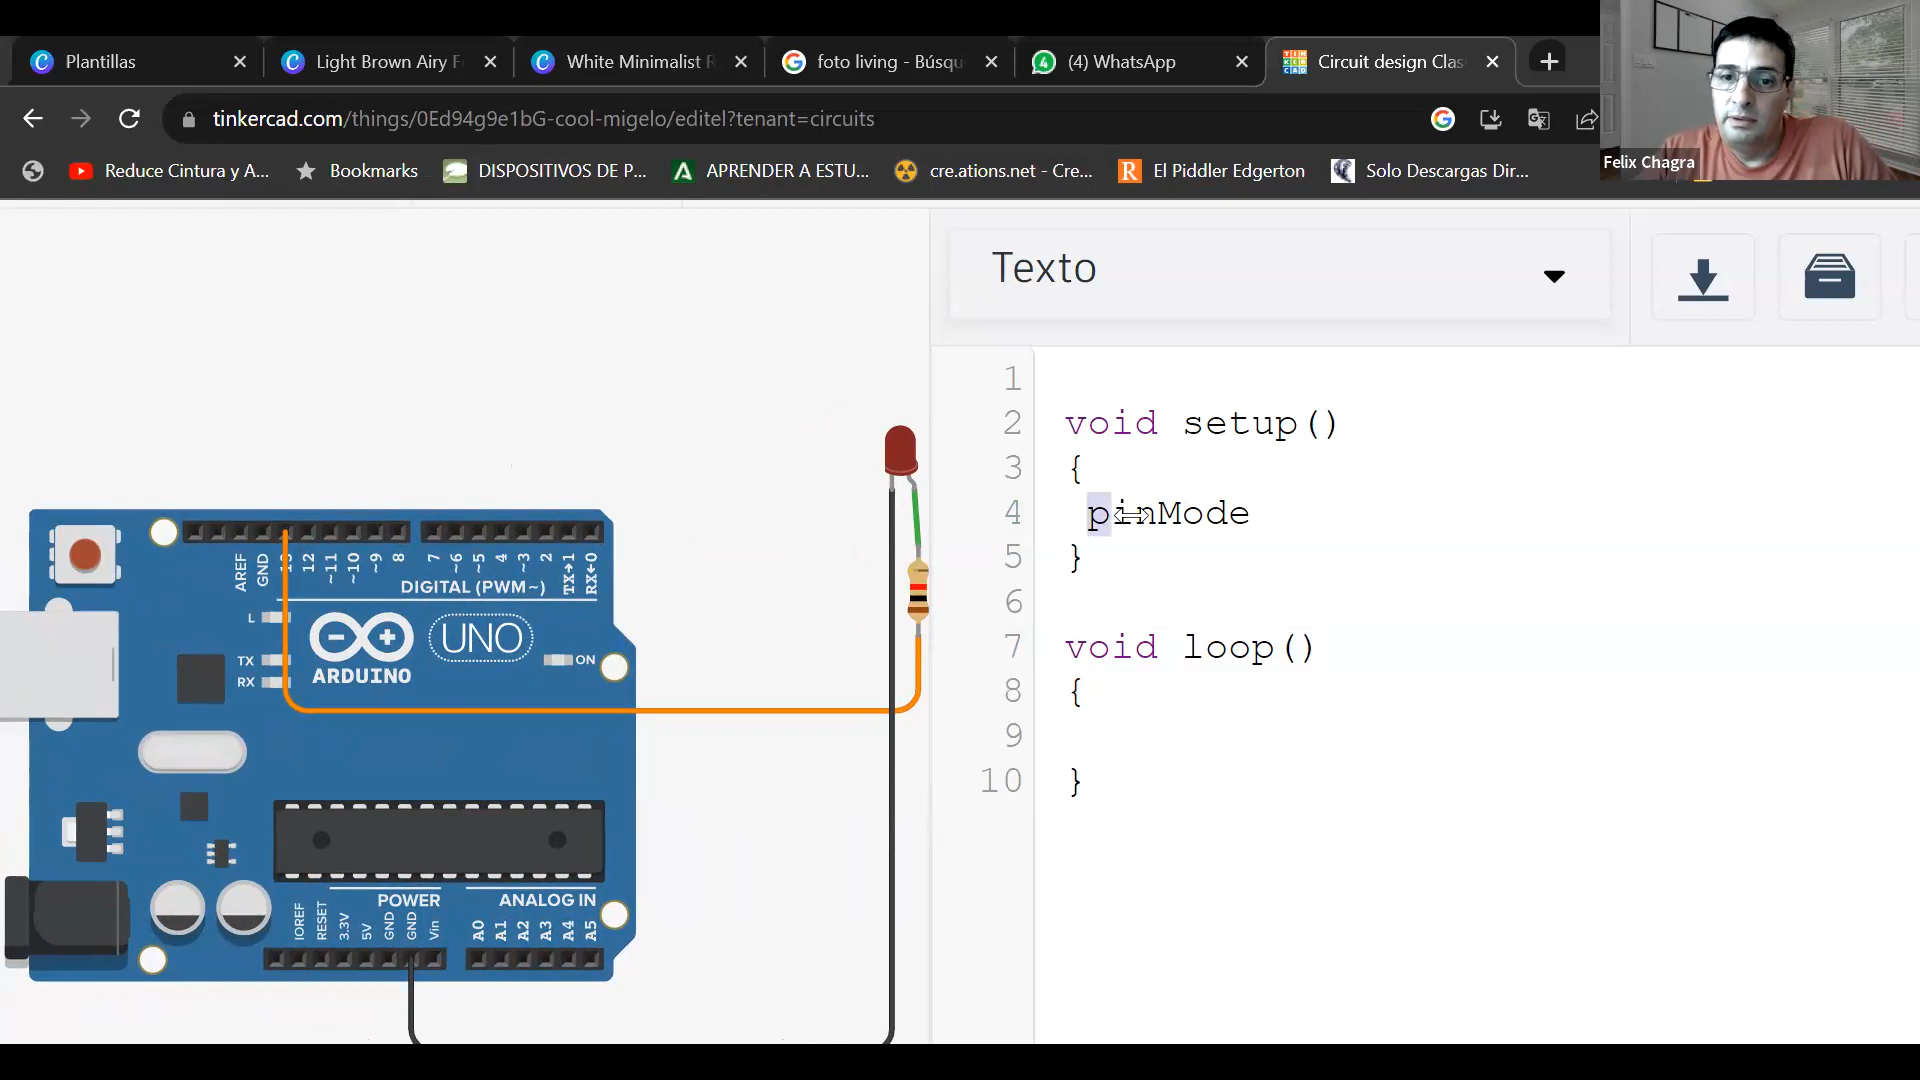 Plantillas
Light Brown Airy F
White Minimalist R
foto living - Búsqu
(4) WhatsApp
Circuit design Clas
tinkercad.com/things/0Ed94g9e1bG-cool-migelo/editel?tenant=circuits
Felix Chagra
Reduce Cintura y A...
Bookmarks
DISPOSITIVOS DE P...
APRENDER A ESTU...
cre.ations.net - Cre...
El Piddler Edgerton
Solo Descargas Dir...
Texto
1
2 void setup()
3 {
4 pinMode
5 }
6
7 void loop()
8 {
9
10 }
AREF
GND
13
12
~11
~10
~9
8
7
~6
~5
4
~3
2
TX→1
RX←0
DIGITAL (PWM~)
L
TX
RX
UNO
ON
ARDUINO
POWER
ANALOG IN
IOREF
RESET
3.3V
5V
GND
GND
Vin
A0
A1
A2
A3
A4
A5